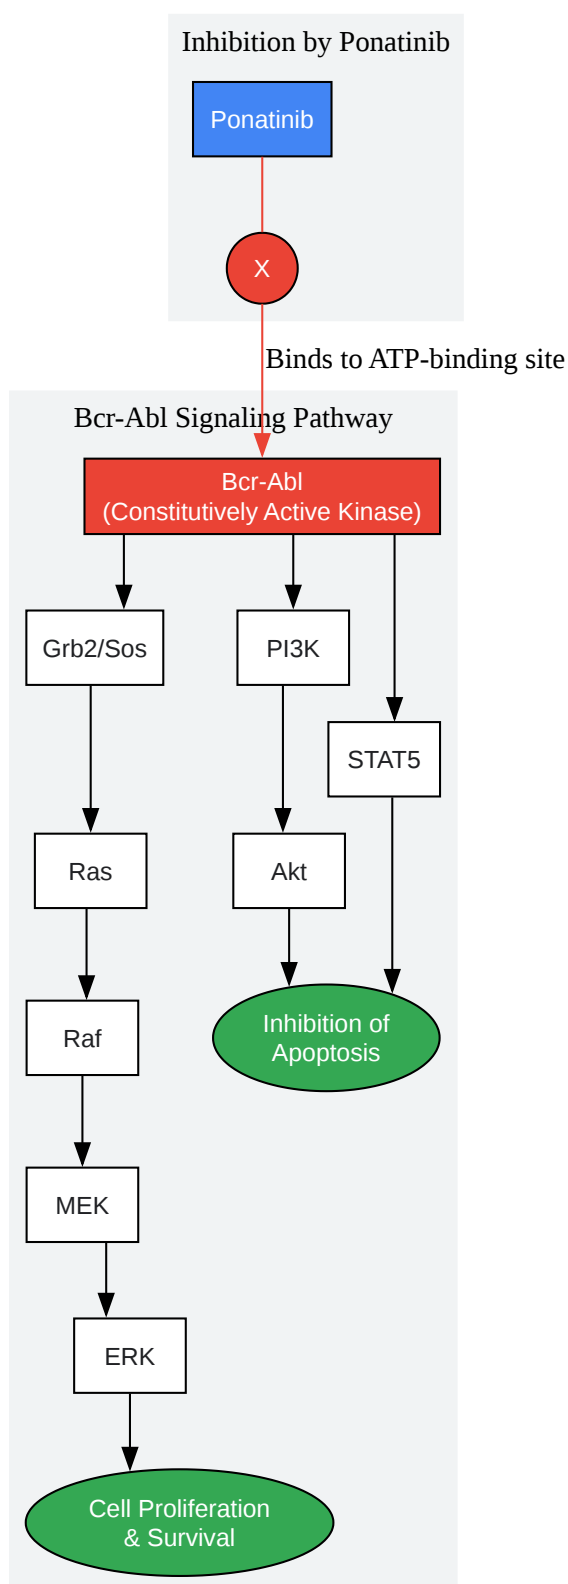 Inhibition by Ponatinib
Ponatinib
X
Binds to ATP-binding site
Bcr-Abl Signaling Pathway
Bcr-Abl
(Constitutively Active Kinase)
Grb2/Sos
PI3K
STAT5
Ras
Akt
Raf
Inhibition of
Apoptosis
MEK
ERK
Cell Proliferation
& Survival